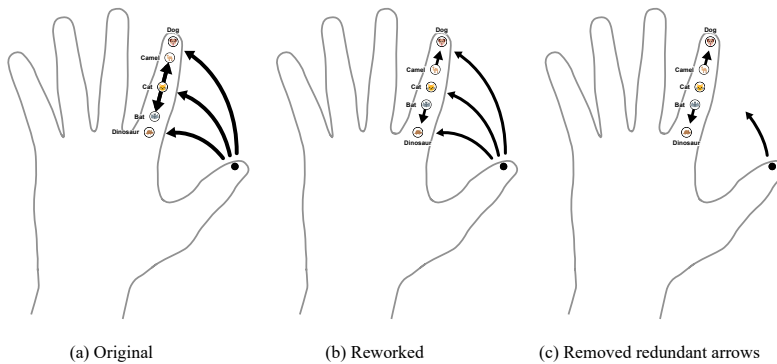 Dog
Camel
Cat
Bat
Dinosaur
Dog
Camel
Cat
Bat
Dinosaur
Dog
Camel
Cat
Bat
Dinosaur
(a) Original
(b) Reworked
(c) Removed redundant arrows